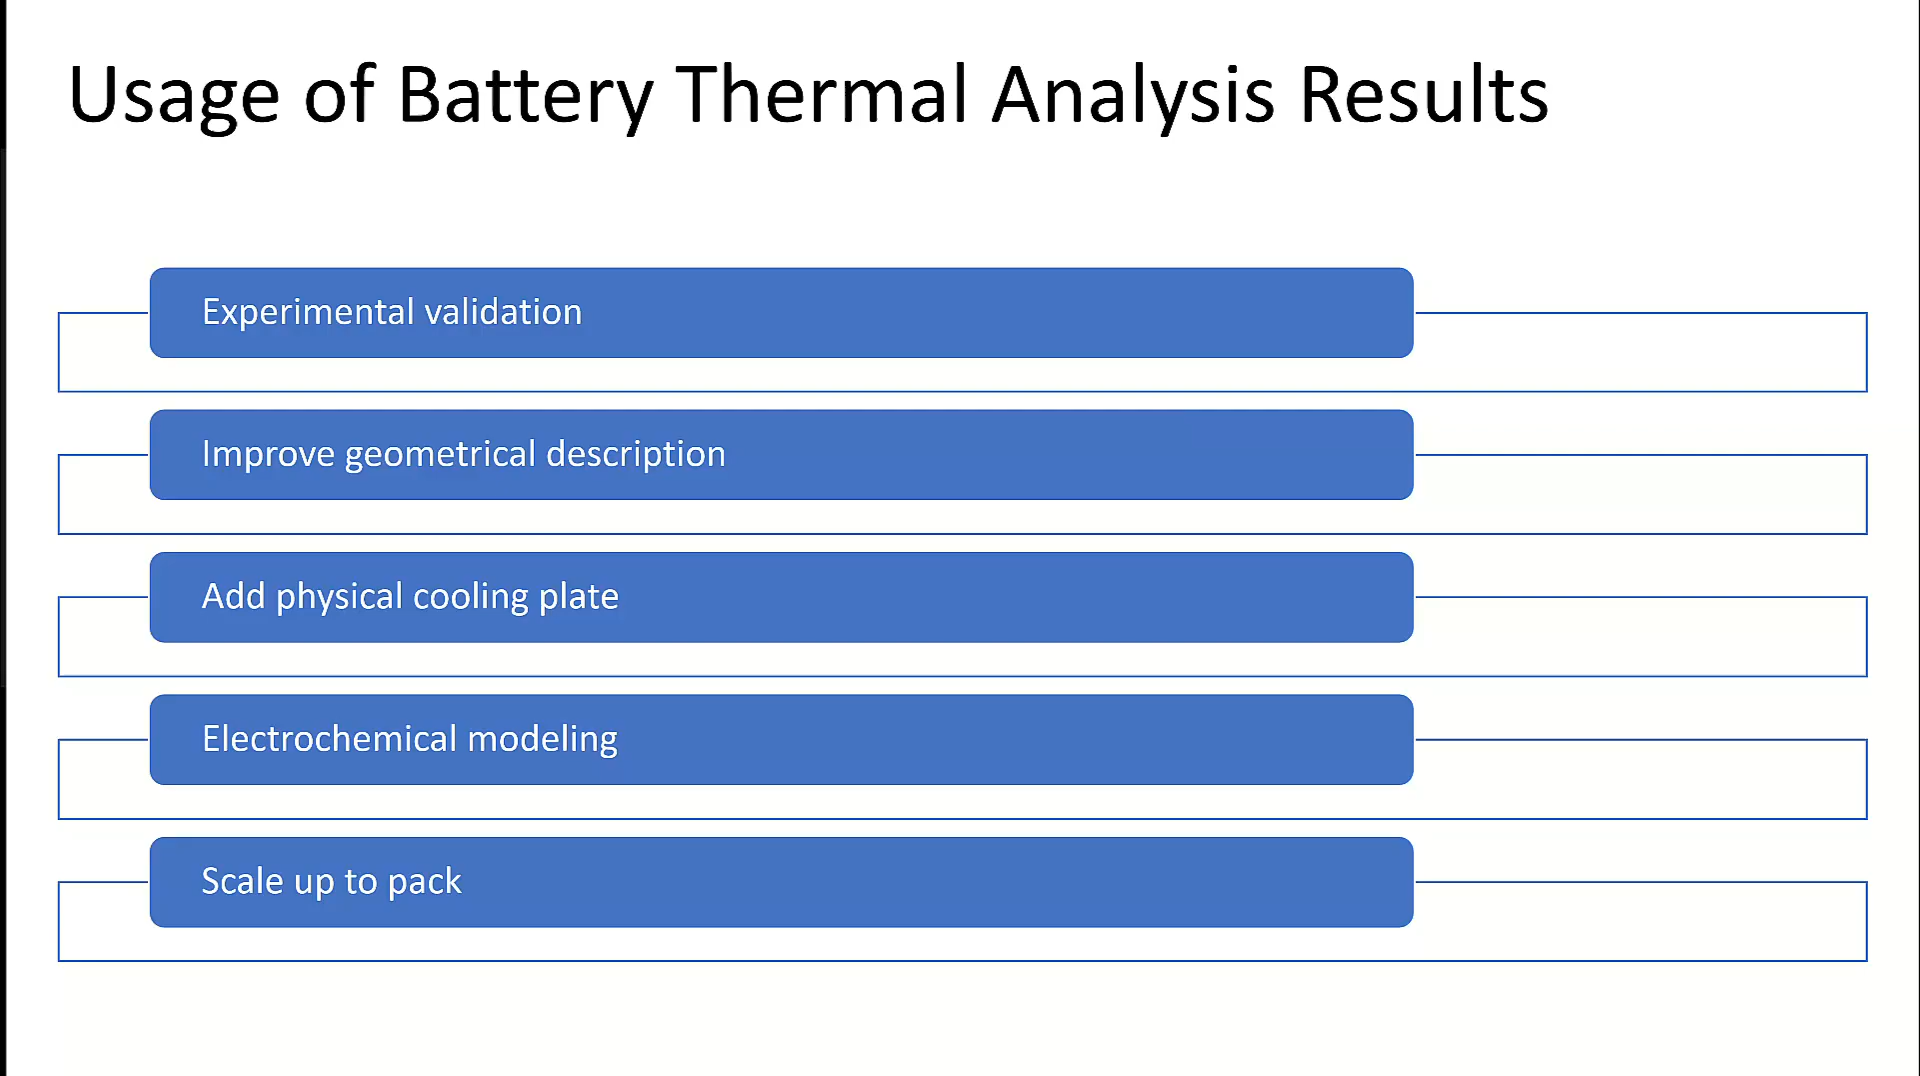 Usage of Battery Thermal Analysis Results
Experimental validation
Improve geometrical description
Add physical cooling plate
Electrochemical modeling
Scale up to pack